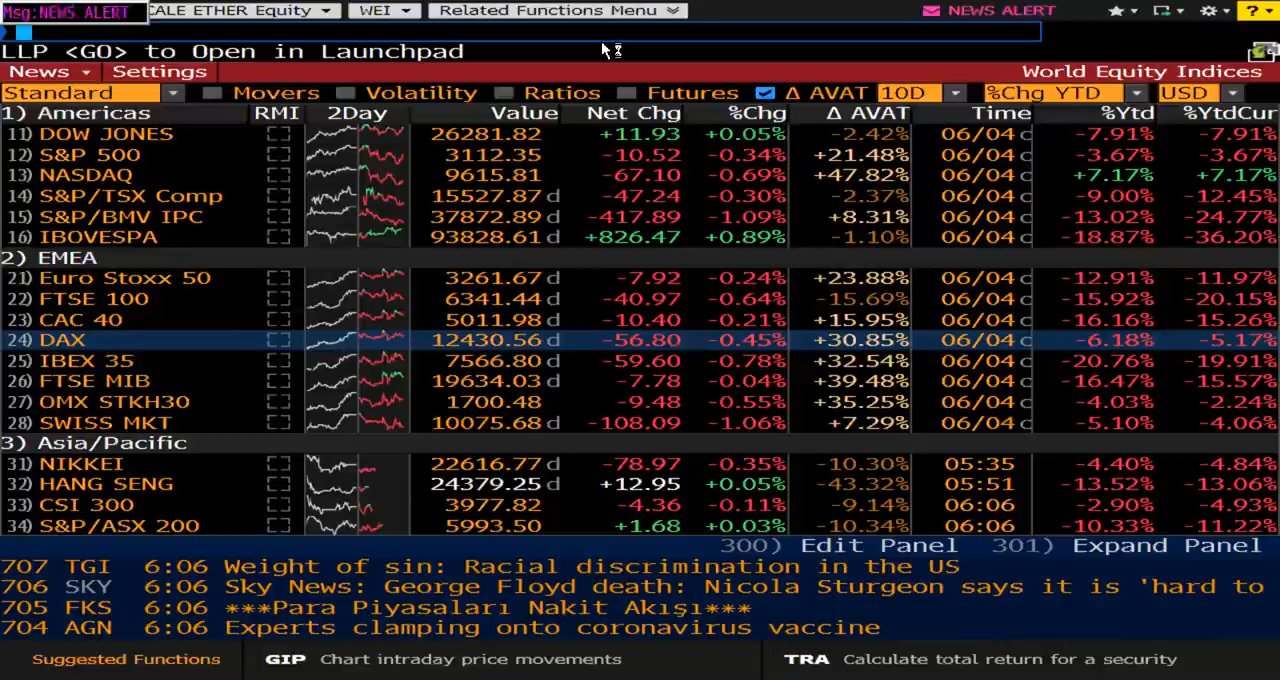 Msg:NEWS ALERT CALE ETHER Equity WEI Related Functions Menu NEWS ALERT ?
LLP <GO> to Open in Launchpad
News Settings World Equity Indices
Standard Movers Volatility Ratios Futures Δ AVAT 10D %Chg YTD USD
1) Americas RMI 2Day Value Net Chg %Chg Δ AVAT Time %Ytd %YtdCur
11) DOW JONES 26281.82 +11.93 +0.05% -2.42% 06/04 c -7.91% -7.91%
12) S&P 500 3112.35 -10.52 -0.34% +21.48% 06/04 c -3.67% -3.67%
13) NASDAQ 9615.81 -67.10 -0.69% +47.82% 06/04 c +7.17% +7.17%
14) S&P/TSX Comp 15527.87 d -47.24 -0.30% -2.37% 06/04 c -9.00% -12.45%
15) S&P/BMV IPC 37872.89 d -417.89 -1.09% +8.31% 06/04 c -13.02% -24.77%
16) IBOVESPA 93828.61 d +826.47 +0.89% -1.10% 06/04 c -18.87% -36.20%
2) EMEA
21) Euro Stoxx 50 3261.67 d -7.92 -0.24% +23.88% 06/04 c -12.91% -11.97%
22) FTSE 100 6341.44 d -40.97 -0.64% -15.69% 06/04 c -15.92% -20.15%
23) CAC 40 5011.98 d -10.40 -0.21% +15.95% 06/04 c -16.16% -15.26%
24) DAX 12430.56 d -56.80 -0.45% +30.85% 06/04 c -6.18% -5.17%
25) IBEX 35 7566.80 d -59.60 -0.78% +32.54% 06/04 c -20.76% -19.91%
26) FTSE MIB 19634.03 d -7.78 -0.04% +39.48% 06/04 c -16.47% -15.57%
27) OMX STKH30 1700.48 -9.48 -0.55% +35.25% 06/04 c -4.03% -2.24%
28) SWISS MKT 10075.68 d -108.09 -1.06% +7.29% 06/04 c -5.10% -4.06%
3) Asia/Pacific
31) NIKKEI 22616.77 d -78.97 -0.35% -10.30% 05:35 -4.40% -4.84%
32) HANG SENG 24379.25 d +12.95 +0.05% -43.32% 05:51 -13.52% -13.06%
33) CSI 300 3977.82 -4.36 -0.11% -9.14% 06:06 -2.90% -4.93%
34) S&P/ASX 200 5993.50 +1.68 +0.03% -10.34% 06:06 -10.33% -11.22%
300) Edit Panel 301) Expand Panel
707 TGI 6:06 Weight of sin: Racial discrimination in the US
706 SKY 6:06 Sky News: George Floyd death: Nicola Sturgeon says it is 'hard to
705 FKS 6:06 ***Para Piyasaları Nakit Akışı***
704 AGN 6:06 Experts clamping onto coronavirus vaccine
Suggested Functions GIP Chart intraday price movements TRA Calculate total return for a security